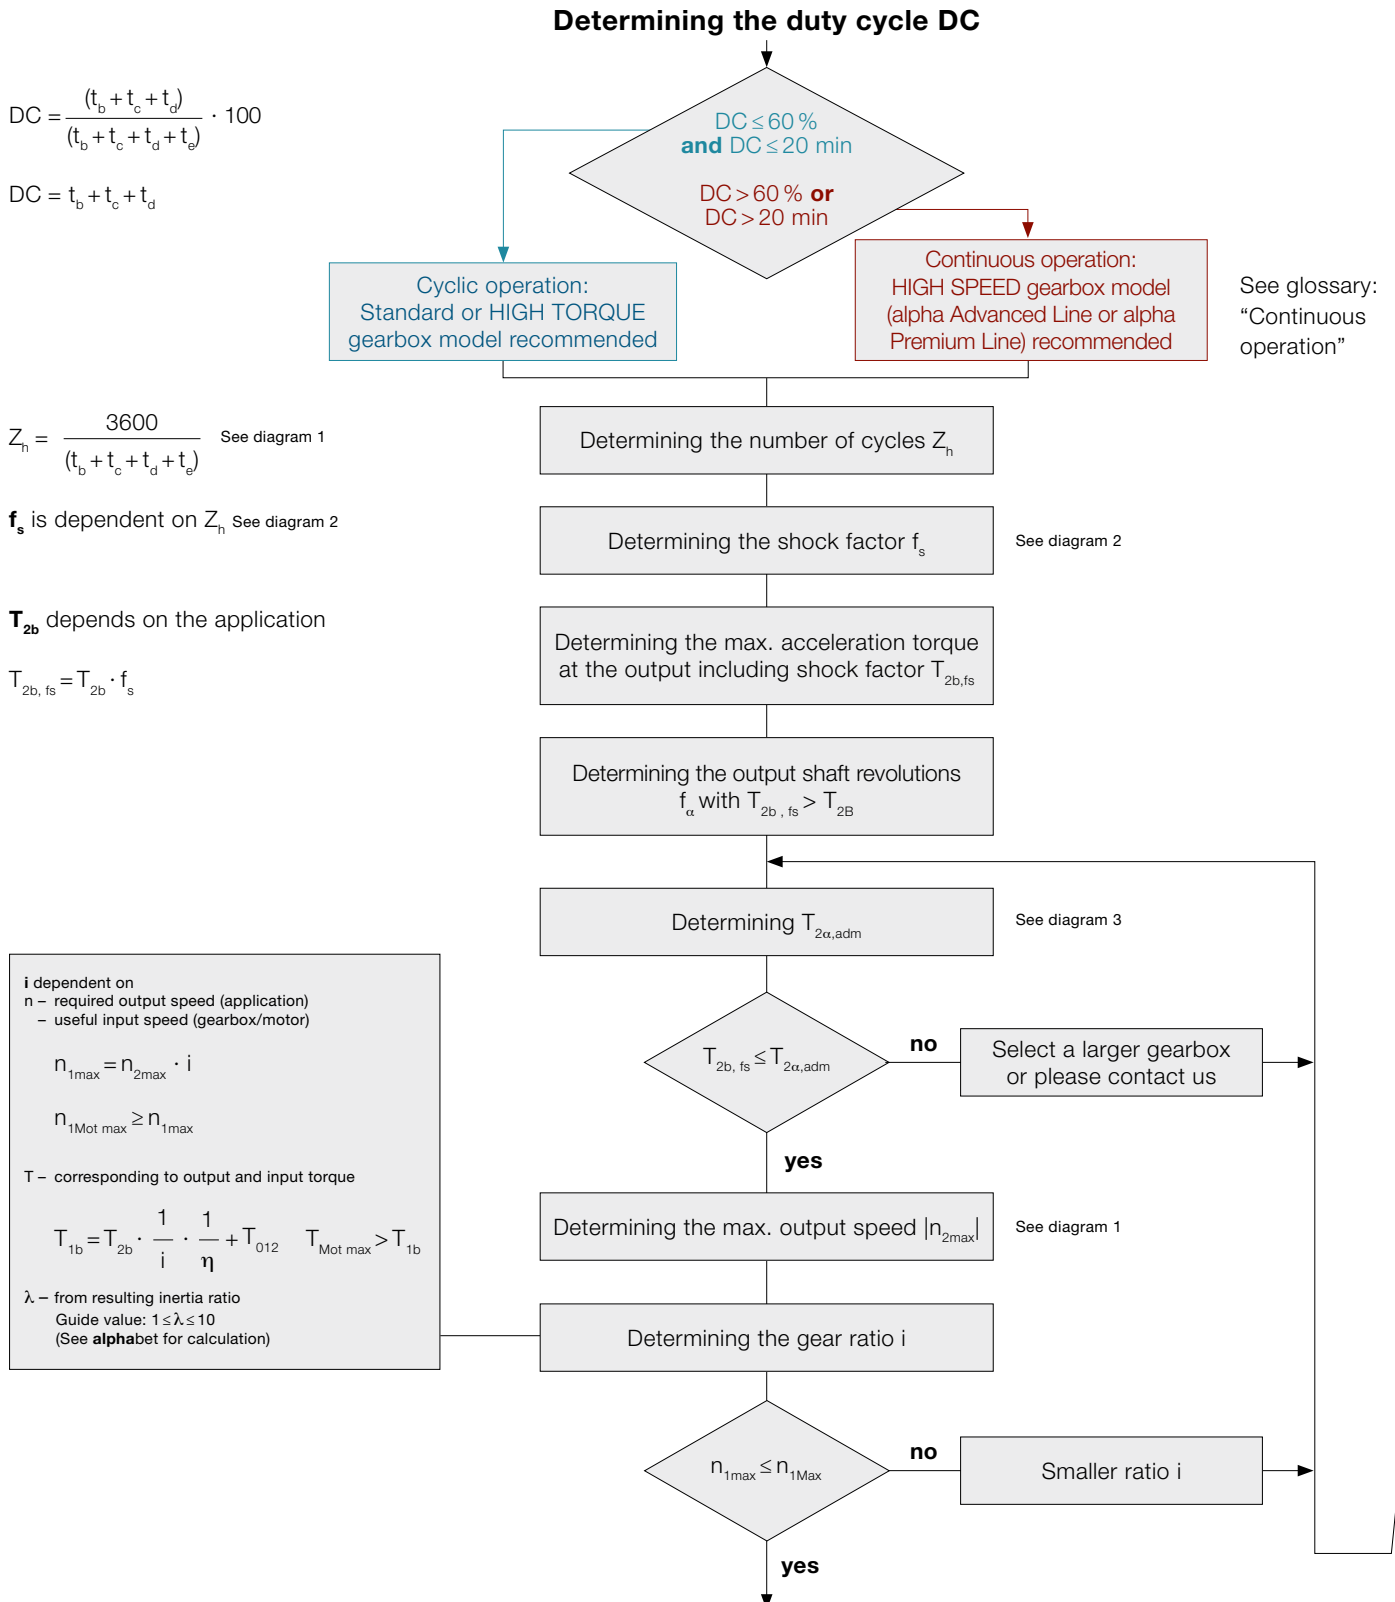 Determining the duty cycle DC
DC = (t_b + t_c + t_d) / (t_b + t_c + t_d + t_e) · 100
DC = t_b + t_c + t_d
DC ≤ 60 %
and DC ≤ 20 min
DC > 60 % or
DC > 20 min
Cyclic operation:
Standard or HIGH TORQUE
gearbox model recommended
Continuous operation:
HIGH SPEED gearbox model
(alpha Advanced Line or alpha
Premium Line) recommended
See glossary:
“Continuous
operation”
Z_h = 3600 / (t_b + t_c + t_d + t_e) See diagram 1
Determining the number of cycles Z_h
f_s is dependent on Z_h See diagram 2
Determining the shock factor f_s
See diagram 2
T_2b depends on the application
T_2b, fs = T_2b · f_s
Determining the max. acceleration torque
at the output including shock factor T_2b,fs
Determining the output shaft revolutions
f_α with T_2b , fs > T_2B
Determining T_2α,adm
See diagram 3
T_2b, fs ≤ T_2α,adm
no
Select a larger gearbox
or please contact us
yes
Determining the max. output speed |n_2max|
See diagram 1
Determining the gear ratio i
i dependent on
n – required output speed (application)
– useful input speed (gearbox/motor)
n_1max = n_2max · i
n_1Mot max ≥ n_1max
T – corresponding to output and input torque
T_1b = T_2b · 1/i · 1/η + T_012 T_Mot max > T_1b
λ – from resulting inertia ratio
Guide value: 1 ≤ λ ≤ 10
(See alphabet for calculation)
n_1max ≤ n_1Max
no
Smaller ratio i
yes